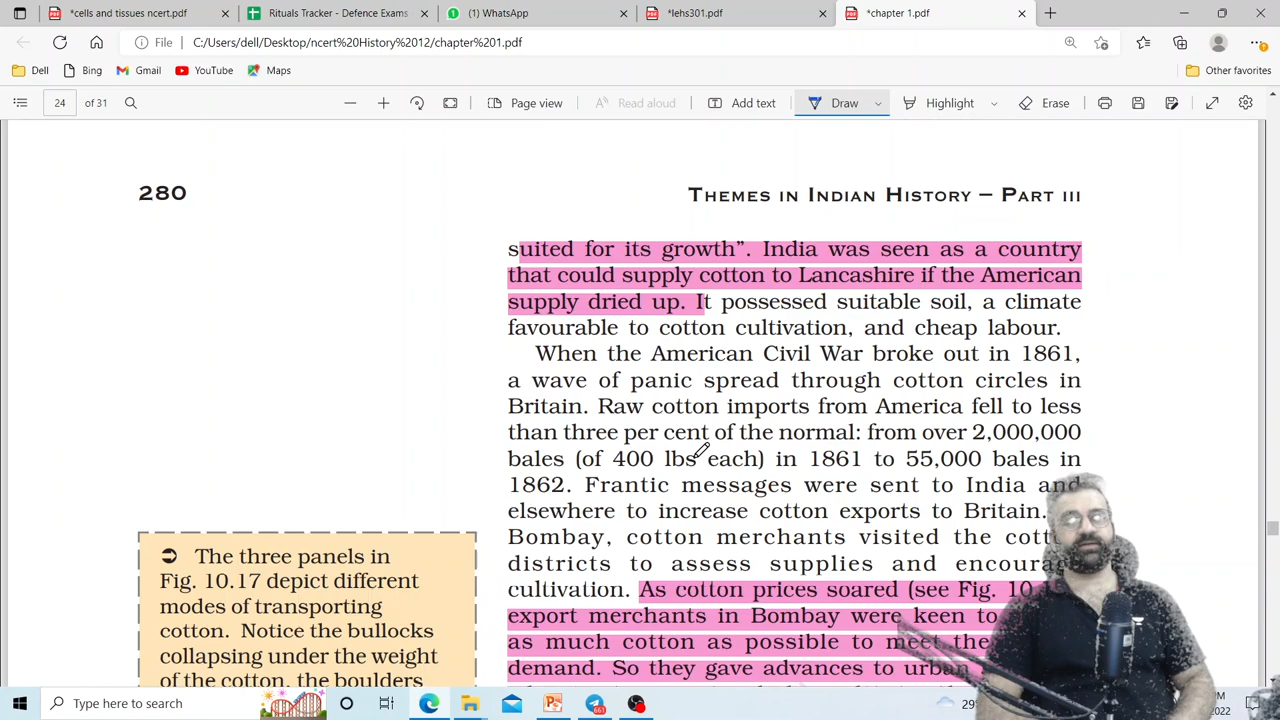 *cells and tissues ncert.pdf
Rituals Tracker - Defence Exams
(1) WhatsApp
*lehs301.pdf
*chapter 1.pdf
File
C:/Users/dell/Desktop/ncert%20History%2012/chapter%201.pdf
Dell
Bing
Gmail
YouTube
Maps
Other favorites
24
of 31
Page view
Read aloud
Add text
Draw
Highlight
Erase
280
THEMES IN INDIAN HISTORY – PART III
suited for its growth”. India was seen as a country
that could supply cotton to Lancashire if the American
supply dried up. It possessed suitable soil, a climate
favourable to cotton cultivation, and cheap labour.
When the American Civil War broke out in 1861,
a wave of panic spread through cotton circles in
Britain. Raw cotton imports from America fell to less
than three per cent of the normal: from over 2,000,000
bales (of 400 lbs each) in 1861 to 55,000 bales in
1862. Frantic messages were sent to India and
elsewhere to increase cotton exports to Britain.
Bombay, cotton merchants visited the
districts to assess supplies and
cultivation. As cotton prices soared (see Fig.
export merchants in Bombay were keen
as much cotton as possible to meet
demand. So they gave advances to
The three panels in
Fig. 10.17 depict different
modes of transporting
cotton. Notice the bullocks
collapsing under the weight
of the cotton, the boulders
Type here to search
661
29
2022